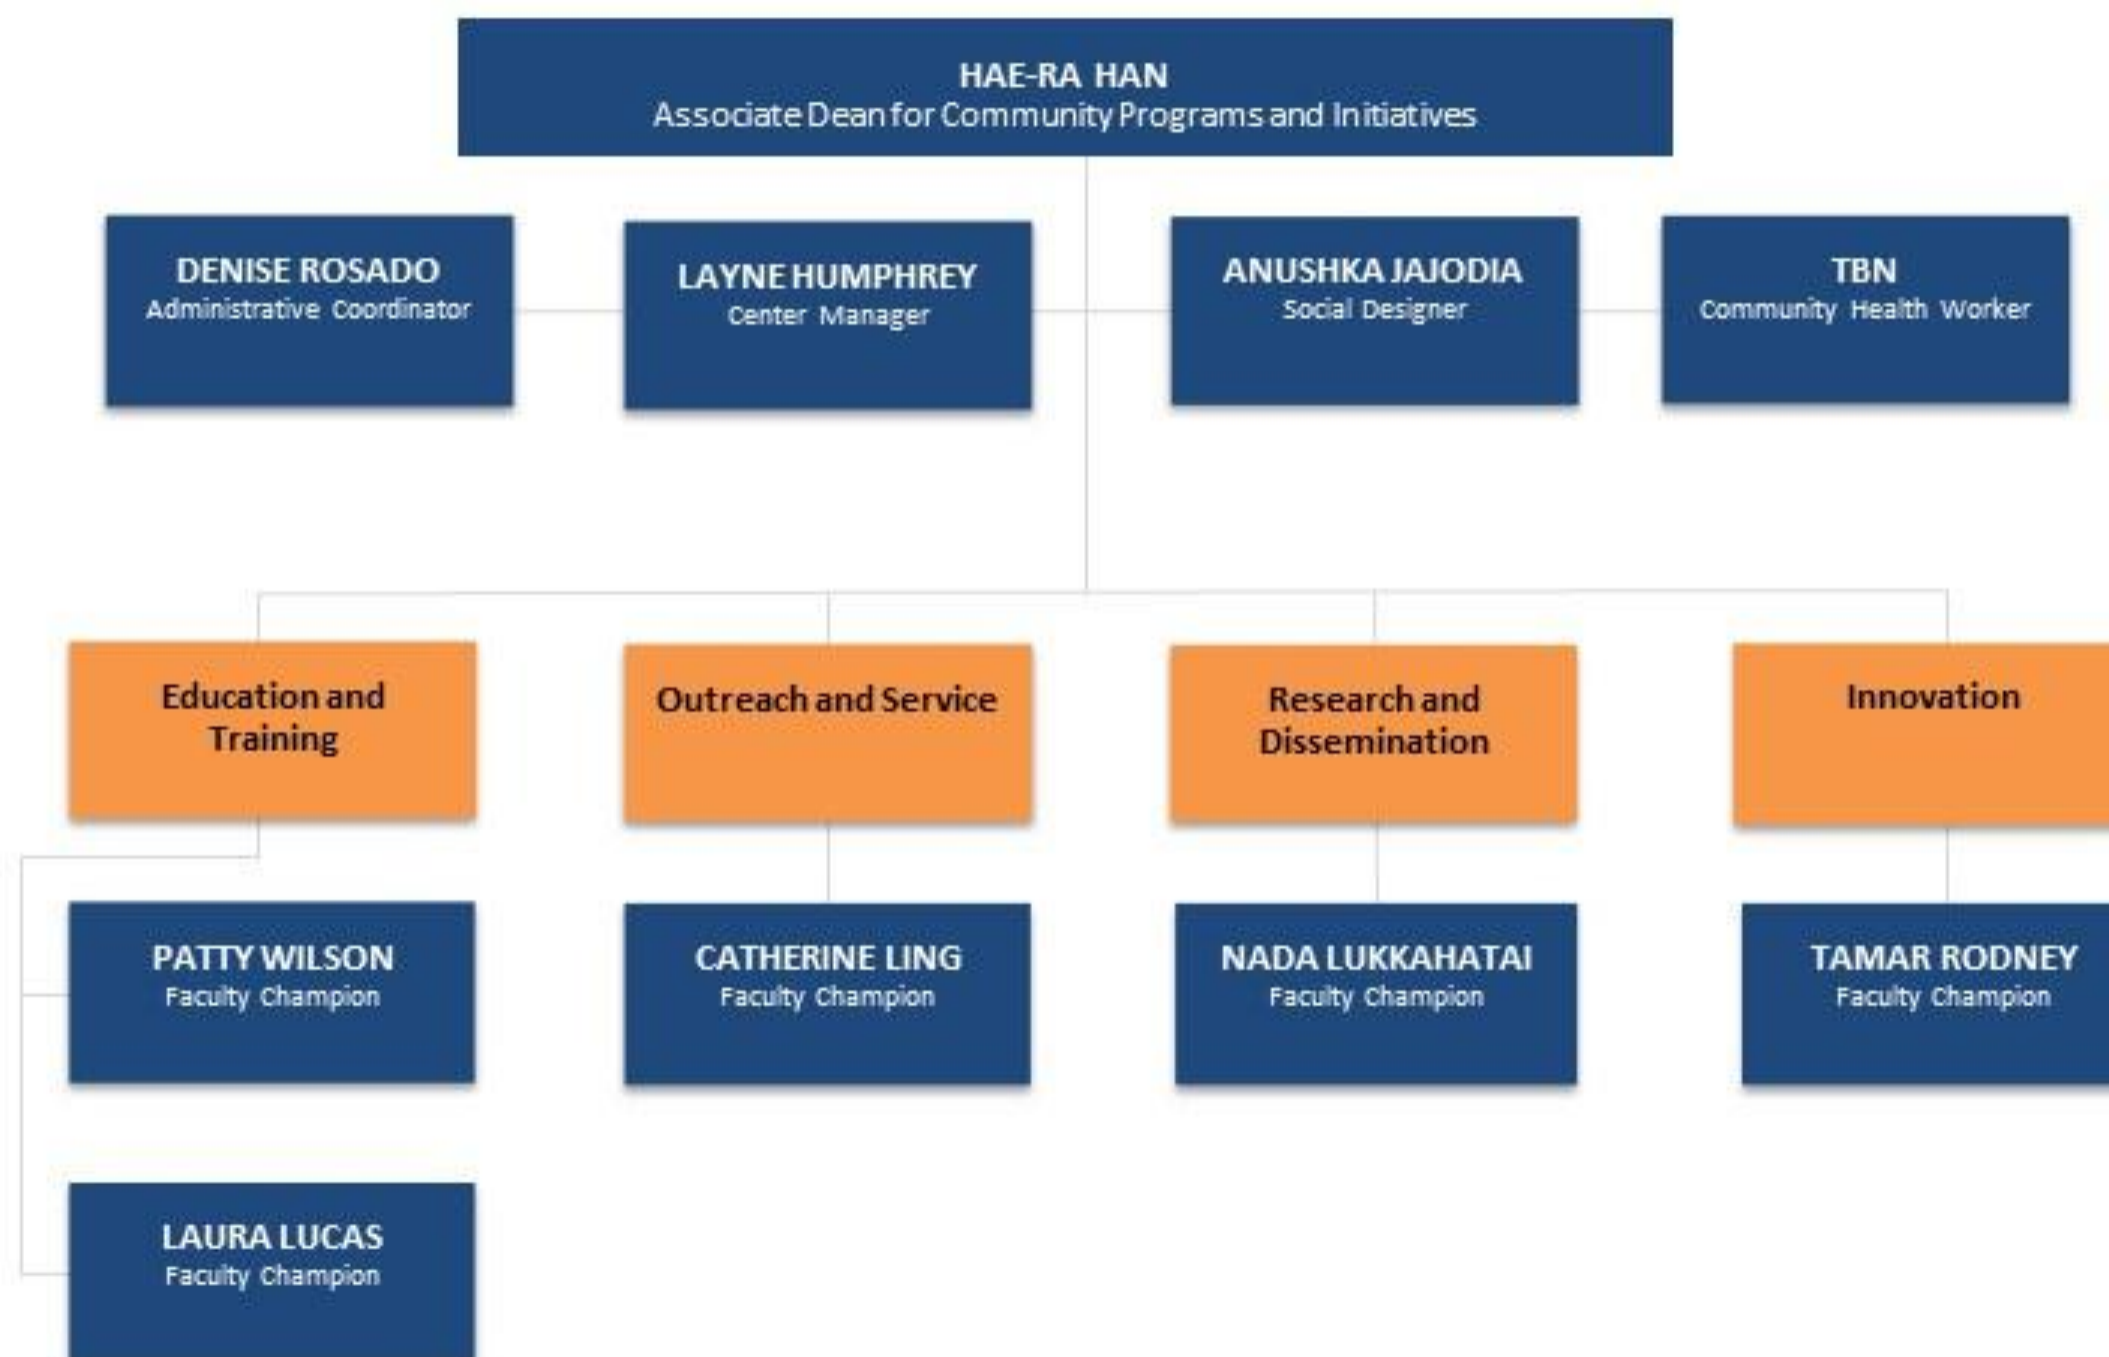 HAE-RA HAN
Associate Dean for Community Programs and Initiatives
DENISE ROSADO
Administrative Coordinator
LAYNE HUMPHREY
Center Manager
ANUSHKA JAJODIA
Social Designer
TBN
Community Health Worker
Education and
Training
Outreach and Service
Research and
Dissemination
Innovation
PATTY WILSON
Faculty Champion
CATHERINE LING
Faculty Champion
NADA LUKKAHATAI
Faculty Champion
TAMAR RODNEY
Faculty Champion
LAURA LUCAS
Faculty Champion